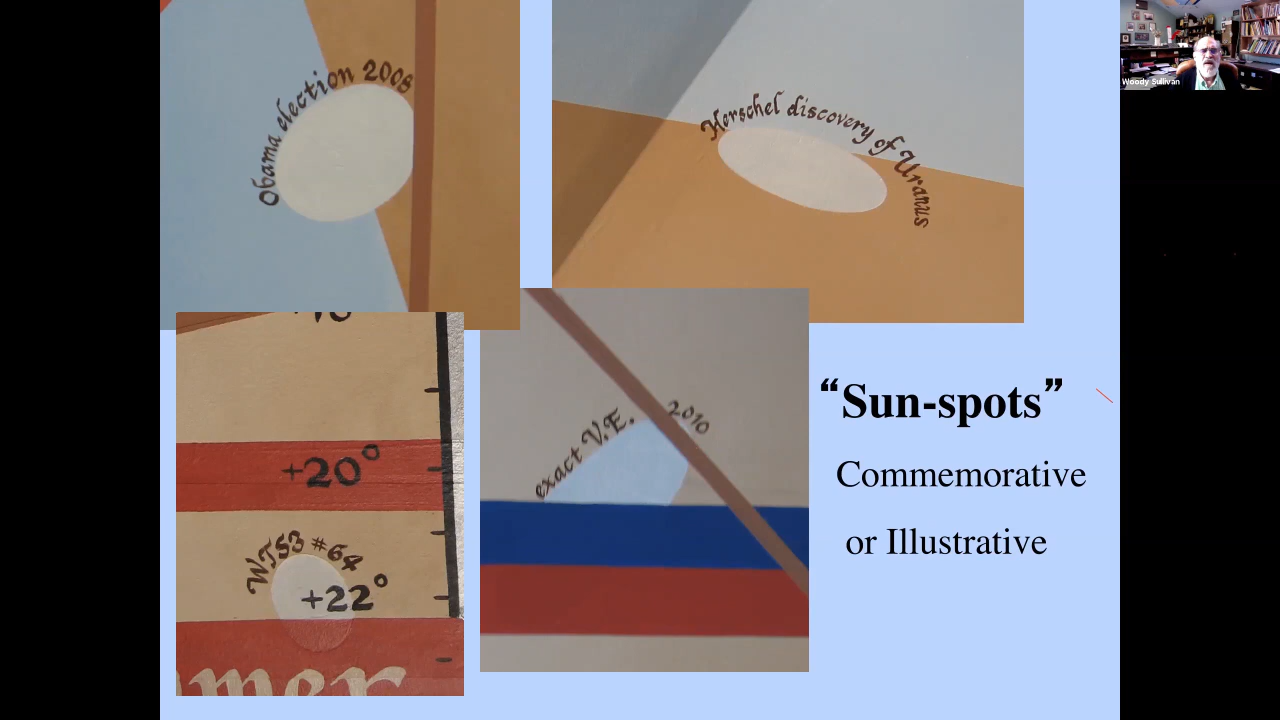 Obama election 2008
Herschel discovery of Uranus
Woody Sullivan
+20°
WTS3 #64
+22°
exact V.E. 2010
“Sun-spots”
Commemorative
or Illustrative